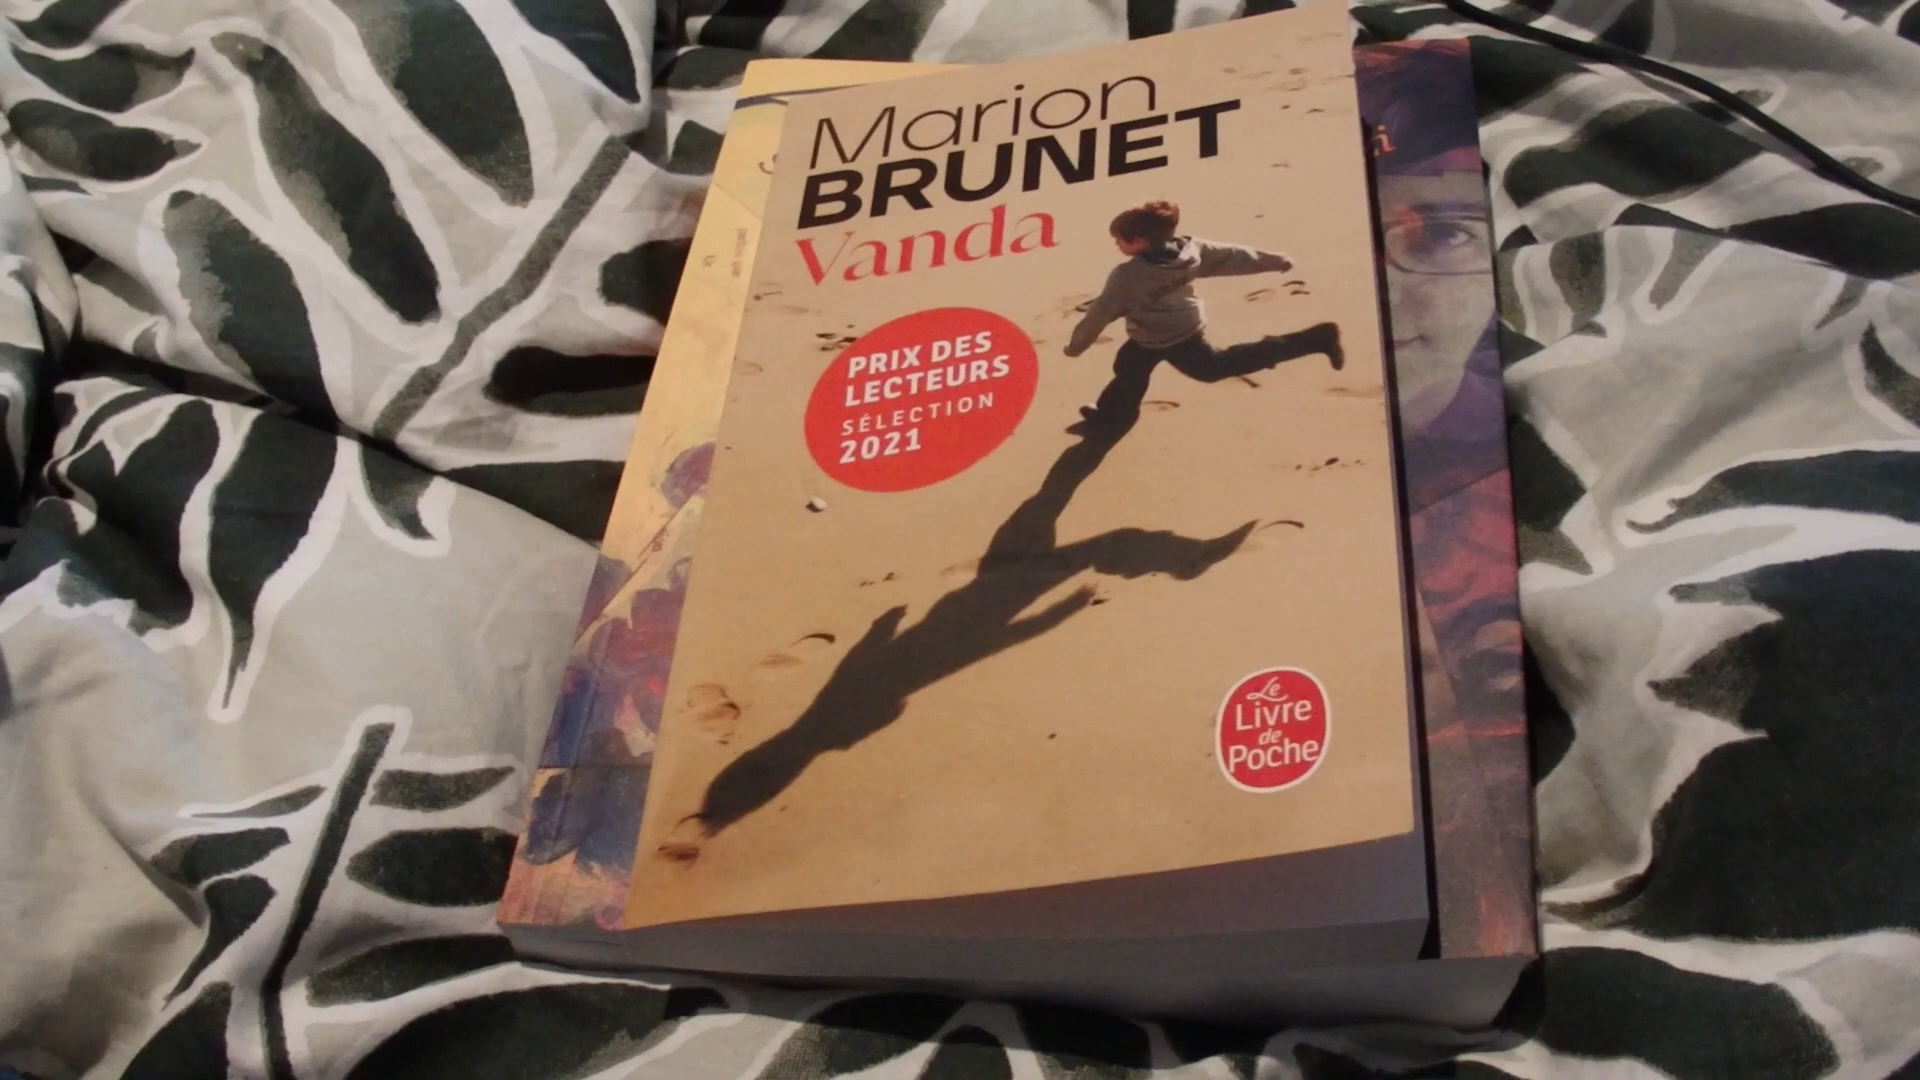 Marion
BRUNET
Vanda
PRIX DES
LECTEURS
SÉLECTION
2021
Le
Livre
de
Poche